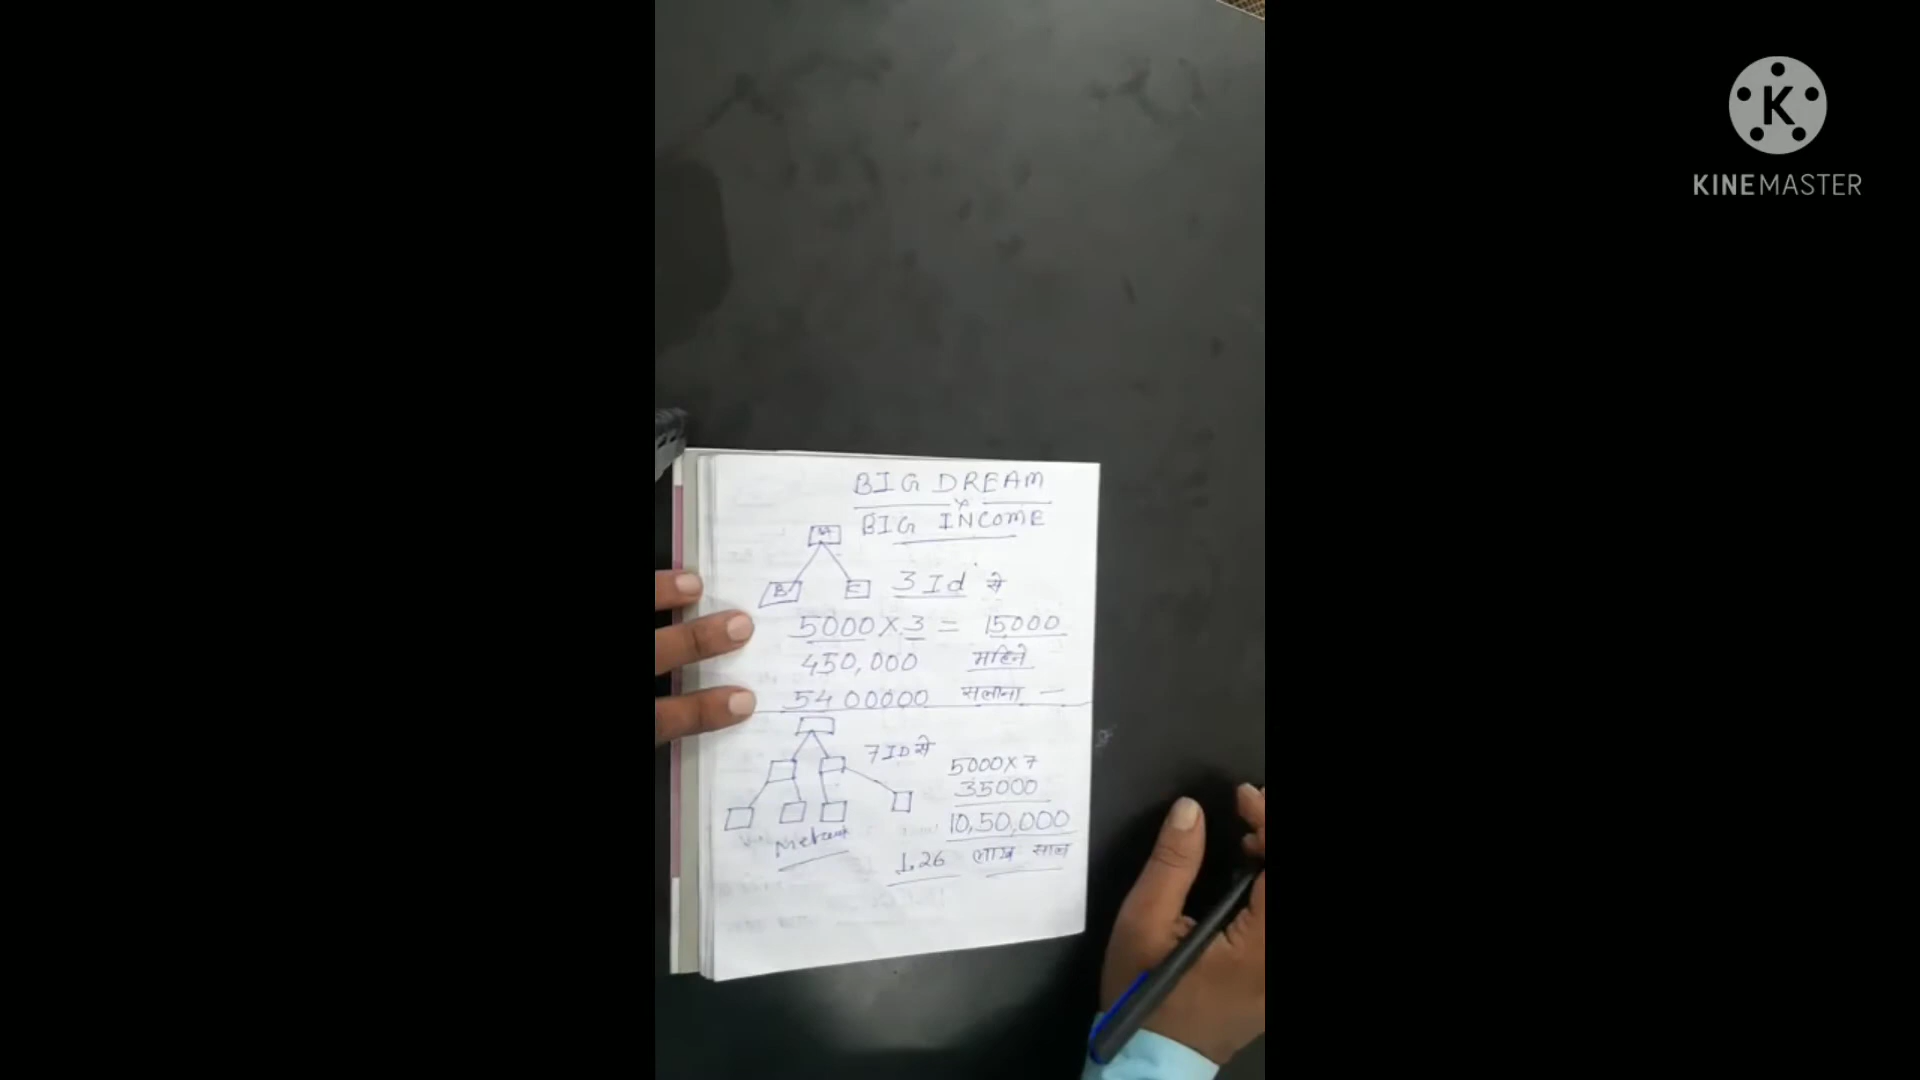 BIG DREAM
BIG INCOME
B
3 Id से
5000 X 3 = 15000
450,000 महिने
5400000 सलाना
7 ID से
5000 X 7
35000
10,50,000
1.26 लाख साल
K
KINEMASTER